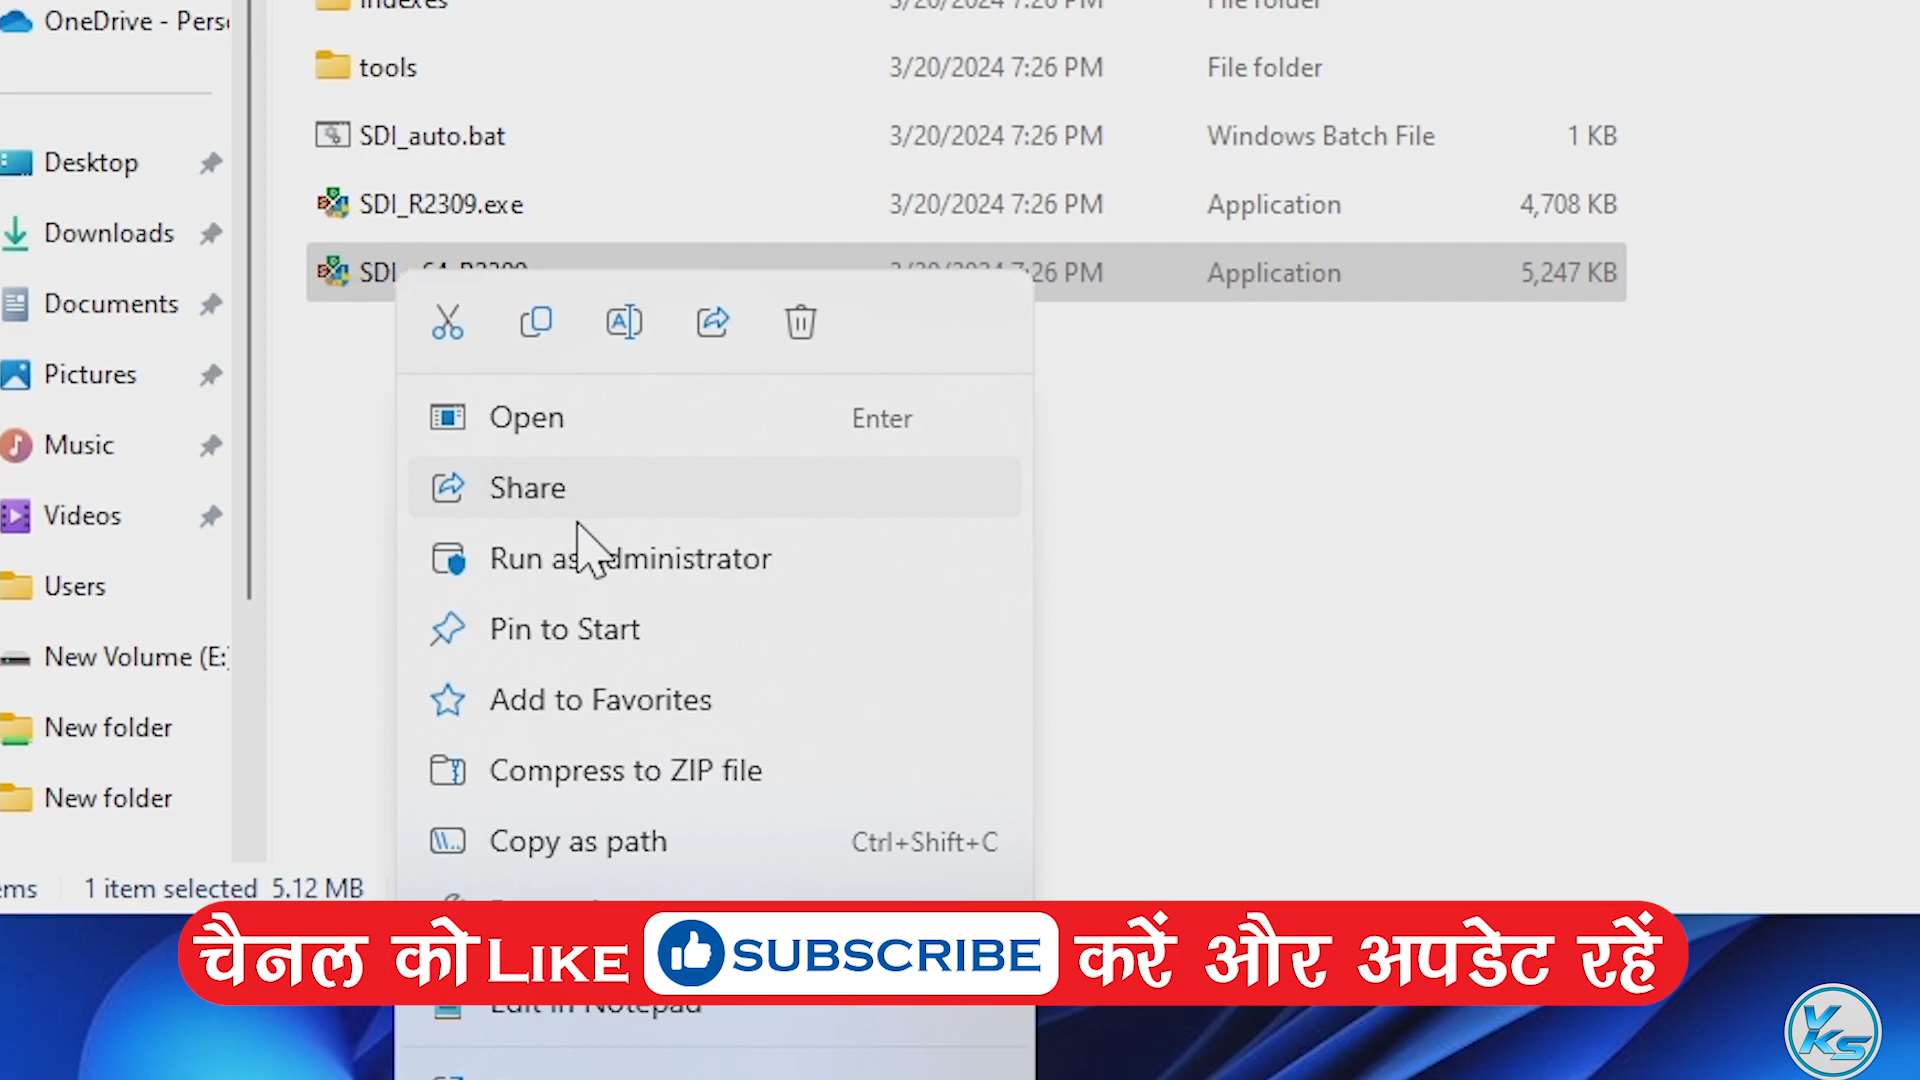 OneDrive - Pers
indexes 3/20/2024 7:26 PM File folder
tools 3/20/2024 7:26 PM File folder
SDI_auto.bat 3/20/2024 7:26 PM Windows Batch File 1 KB
SDI_R2309.exe 3/20/2024 7:26 PM Application 4,708 KB
SDI_x64_R2309 3/20/2024 7:26 PM Application 5,247 KB
Desktop
Downloads
Documents
Pictures
Music
Videos
Users
New Volume (E:)
New folder
New folder
Open Enter
Share
Run as administrator
Pin to Start
Add to Favorites
Compress to ZIP file
Copy as path Ctrl+Shift+C
Edit in Notepad
ems 1 item selected 5.12 MB
चैनल को LIKE SUBSCRIBE करें और अपडेट रहें
YKS